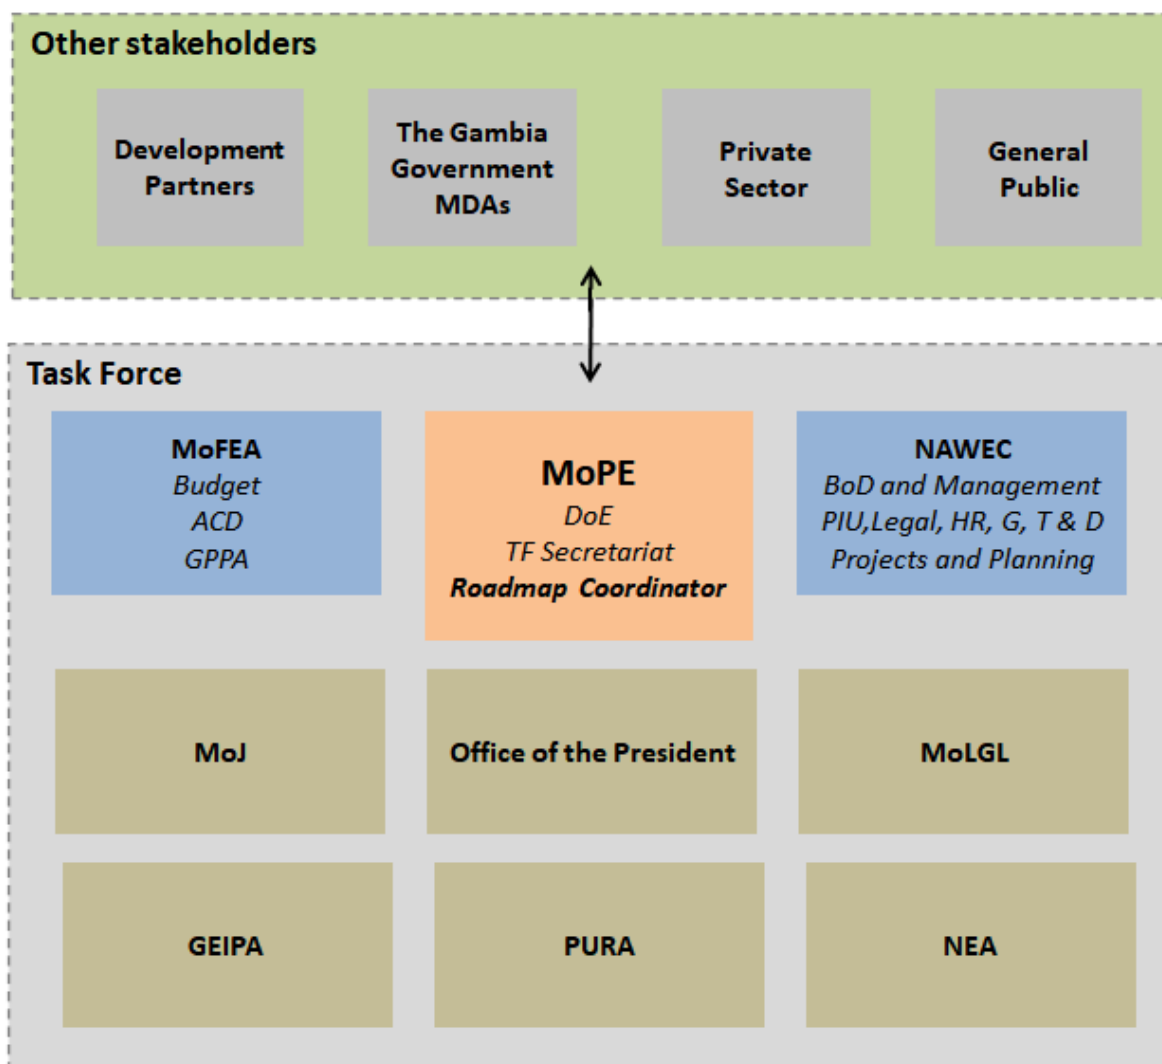 Other stakeholders
Development
Partners
The Gambia
Government
MDAs
Private
Sector
General
Public
Task Force
MoFEA
Budget
ACD
GPPA
MoPE
DoE
TF Secretariat
Roadmap Coordinator
NAWEC
BoD and Management
PIU,Legal, HR, G, T & D
Projects and Planning
MoJ
Office of the President
MoLGL
GEIPA
PURA
NEA